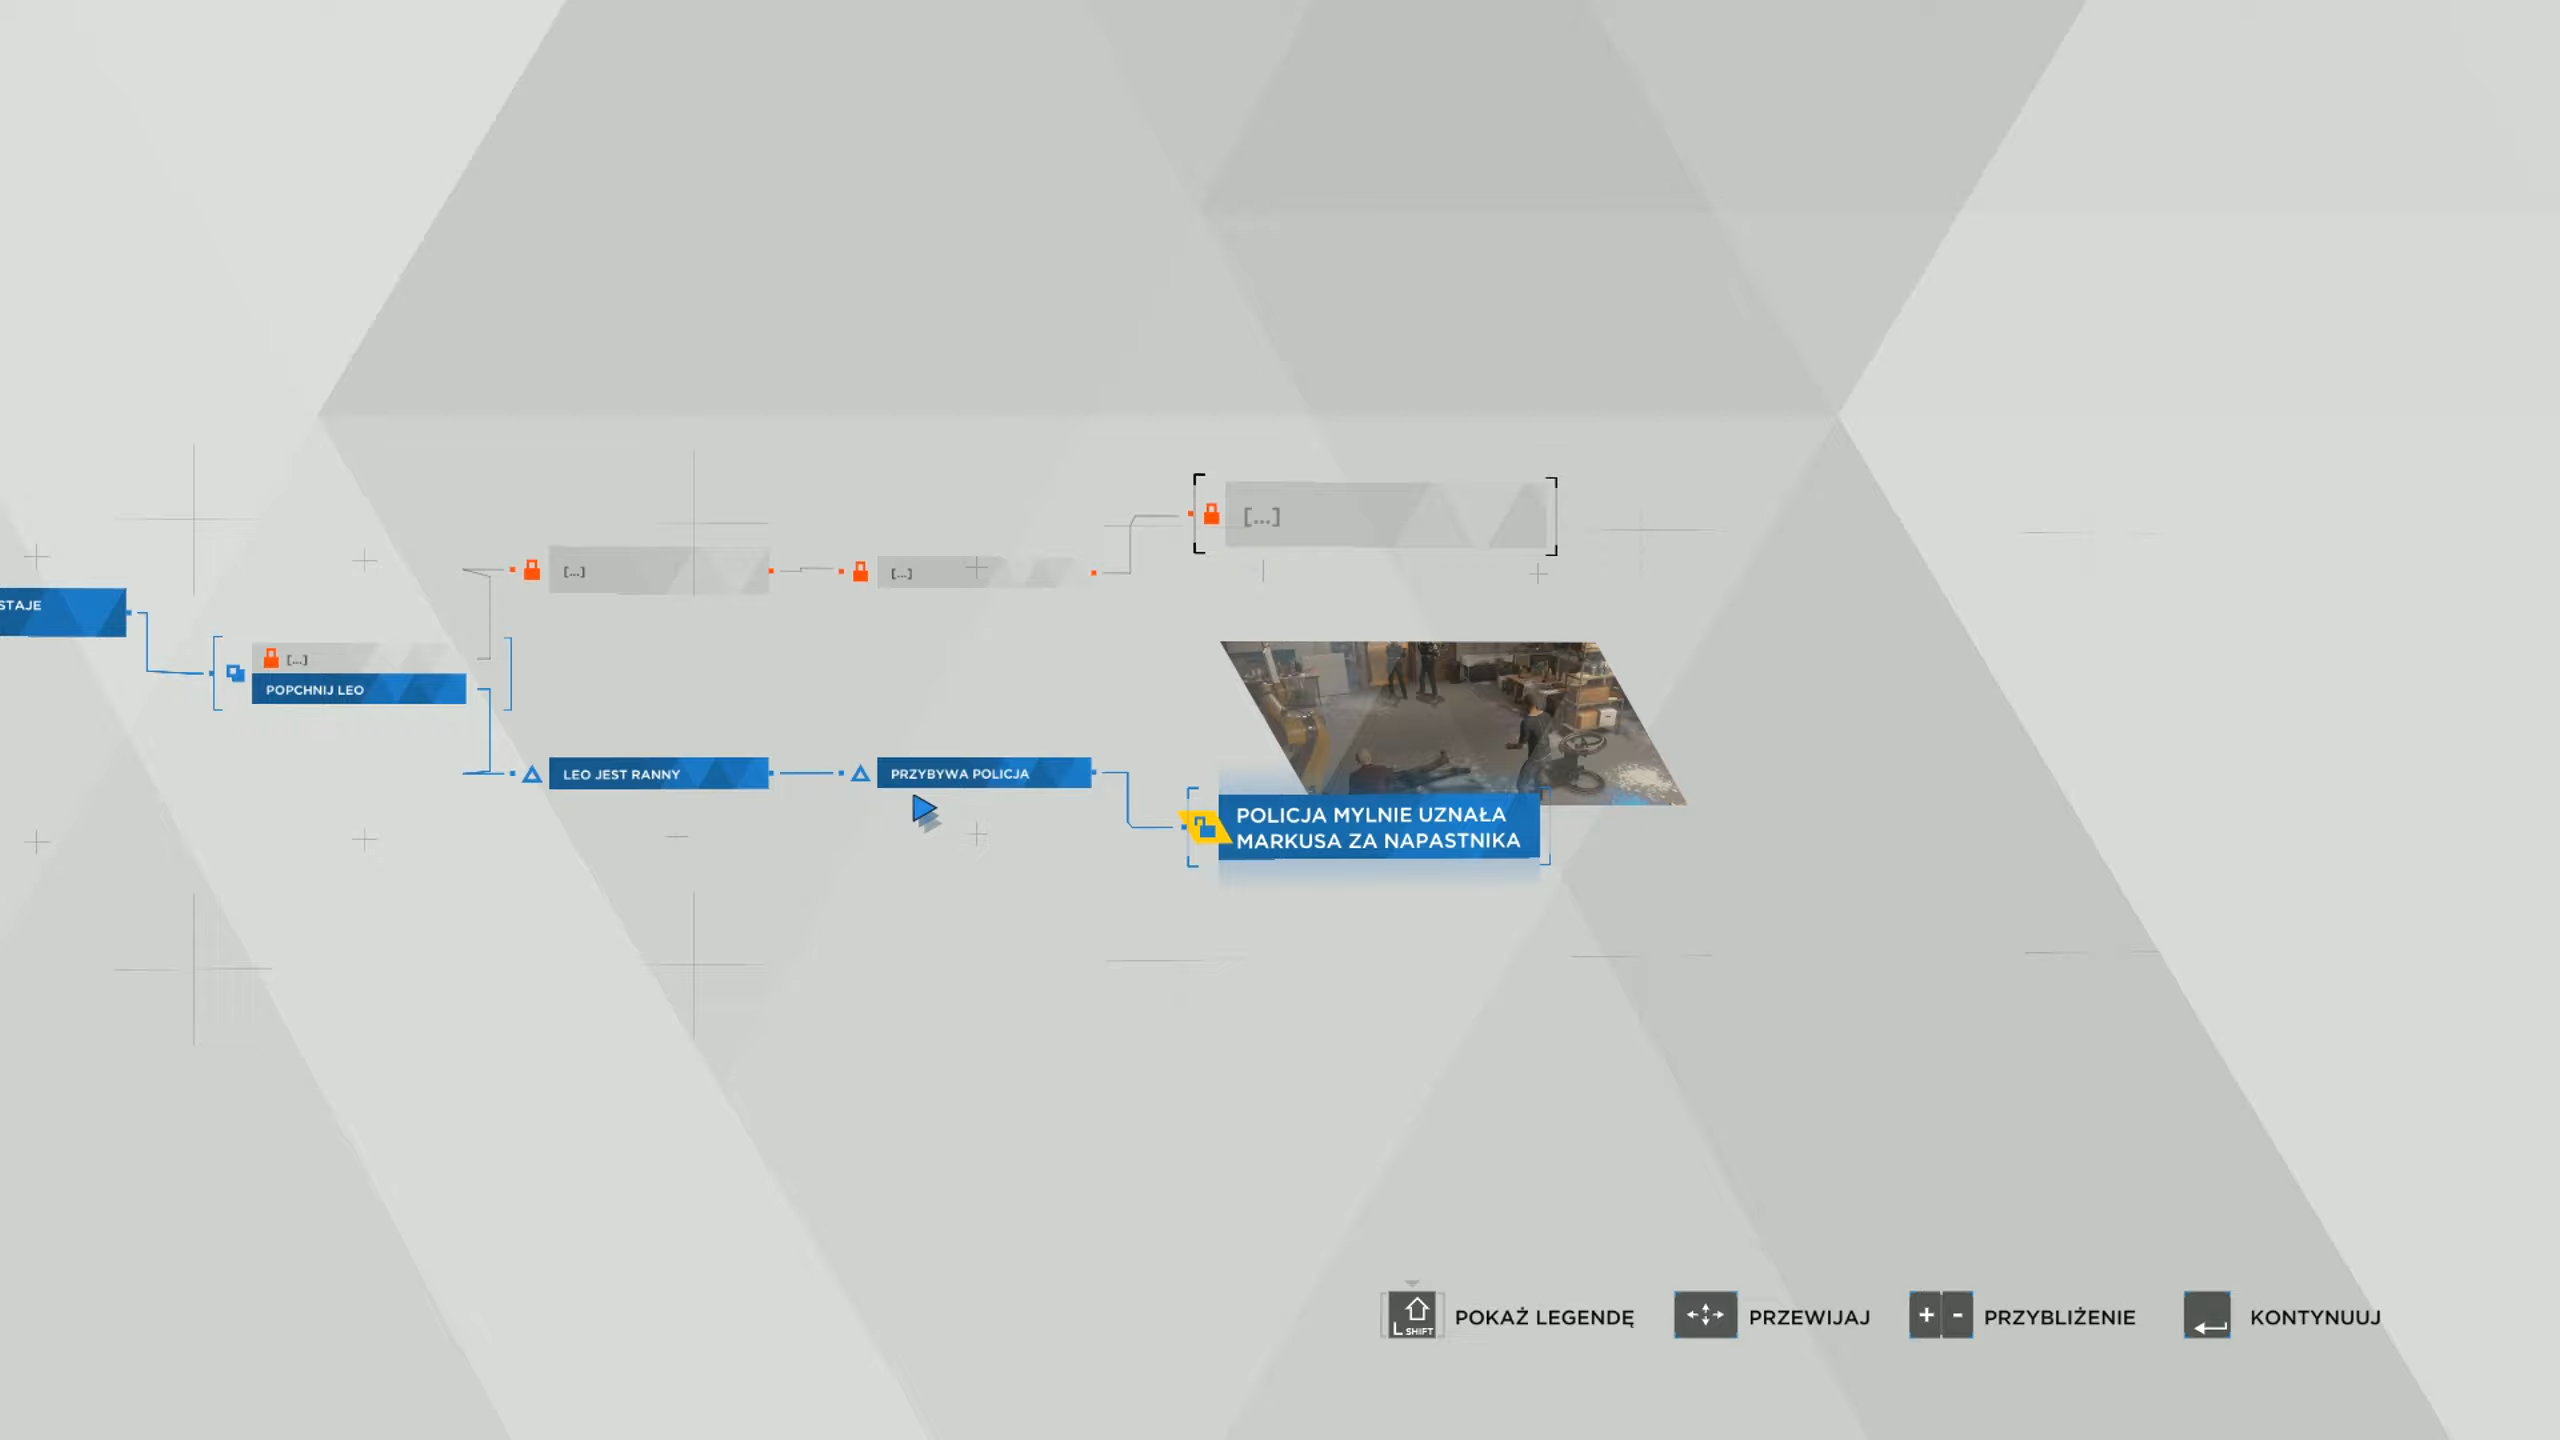 STAJE
[...]
POPCHNIJ LEO
[...]
[...]
[...]
LEO JEST RANNY
PRZYBYWA POLICJA
POLICJA MYLNIE UZNAŁA
MARKUSA ZA NAPASTNIKA
L SHIFT
POKAŻ LEGENDĘ
PRZEWIJAJ
+ -
PRZYBLIŻENIE
KONTYNUUJ